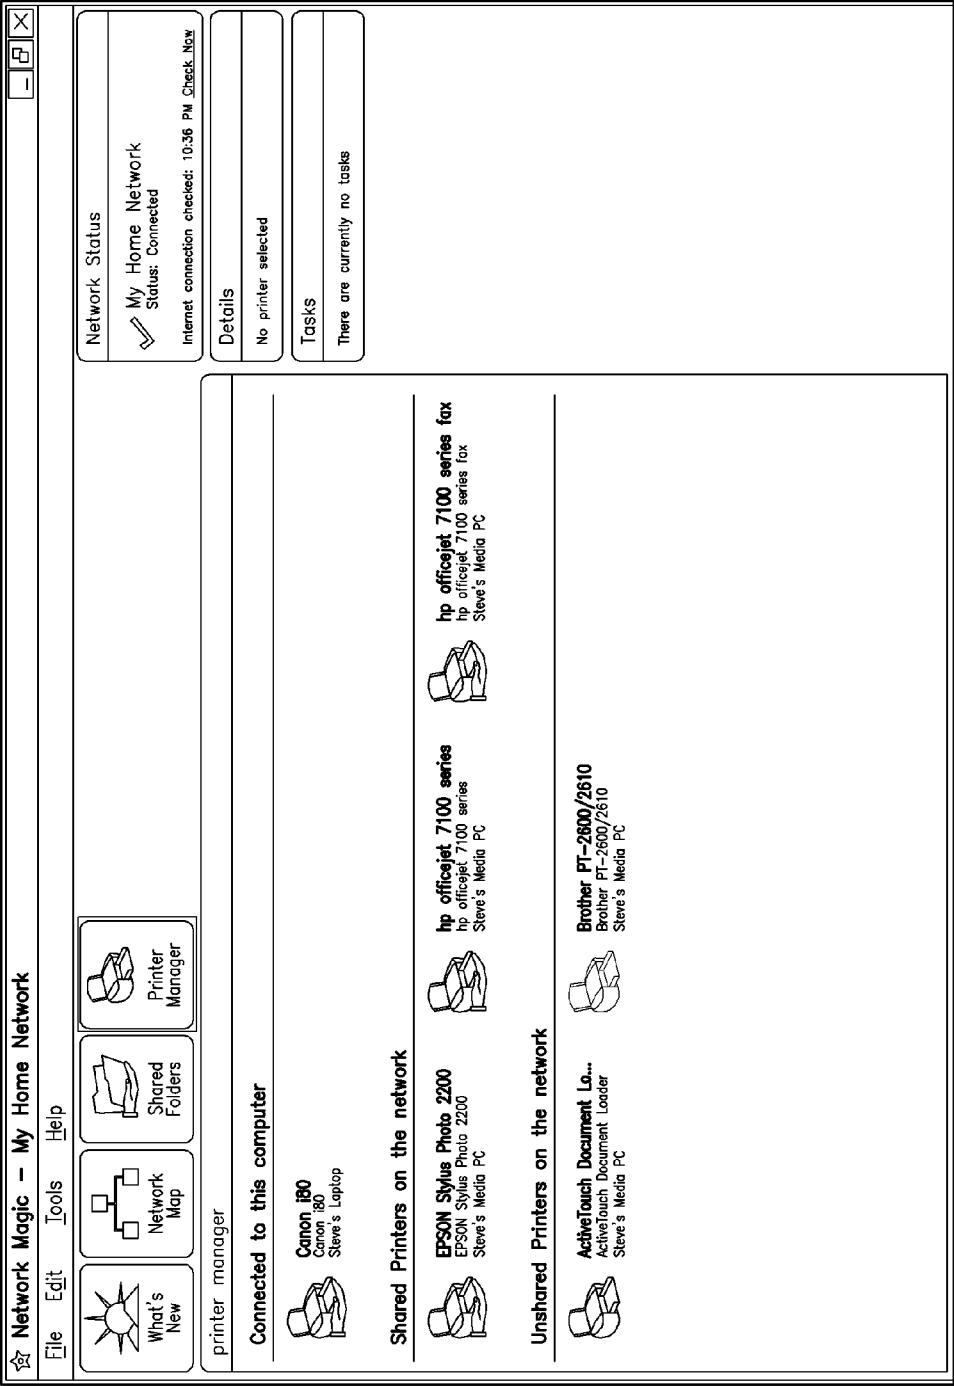 Network Magic – My Home Network
File Edit Tools Help
What's
New
Network
Map
Shared
Folders
Printer
Manager
printer manager
Connected to this computer
Canon i80
Canon i80
Steve's Laptop
Shared Printers on the network
EPSON Stylus Photo 2200
EPSON Stylus Photo 2200
Steve's Media PC
hp officejet 7100 series
hp officejet 7100 series
Steve's Media PC
hp officejet 7100 series fax
hp officejet 7100 series fax
Steve's Media PC
Unshared Printers on the network
ActiveTouch Document Lo...
ActiveTouch Document Loader
Steve's Media PC
Brother PT-2600/2610
Brother PT-2600/2610
Steve's Media PC
Network Status
My Home Network
Status: Connected
Internet connection checked: 10:36 PM Check Now
Details
No printer selected
Tasks
There are currently no tasks